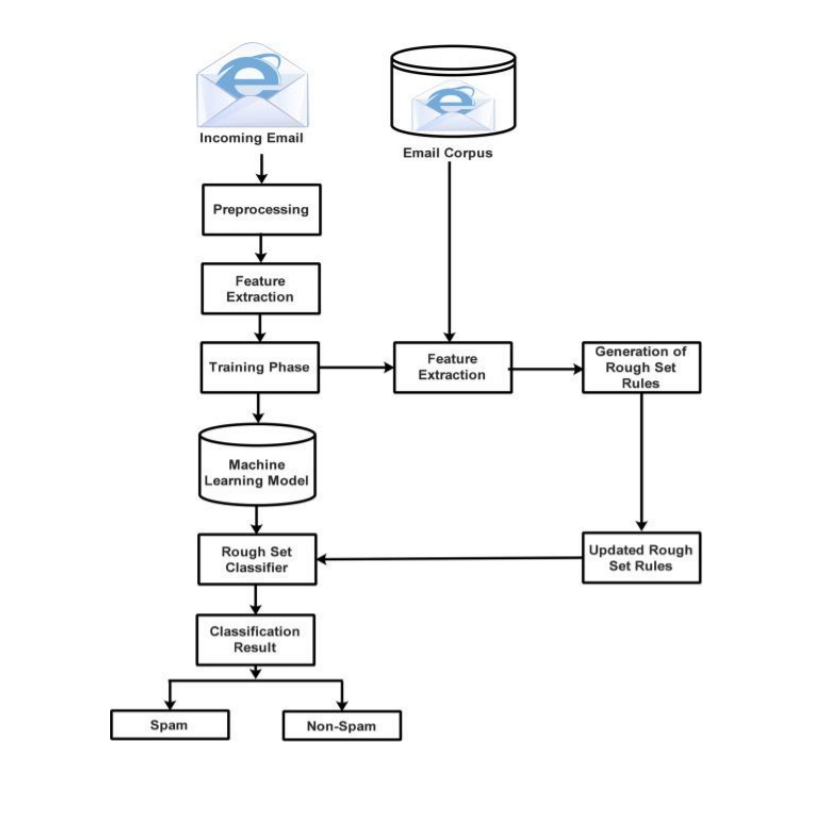 Incoming Email
Email Corpus
Preprocessing
Feature
Extraction
Training Phase
Feature
Extraction
Generation of
Rough Set
Rules
Machine
Learning Model
Rough Set
Classifier
Updated Rough
Set Rules
Classification
Result
Spam
Non-Spam